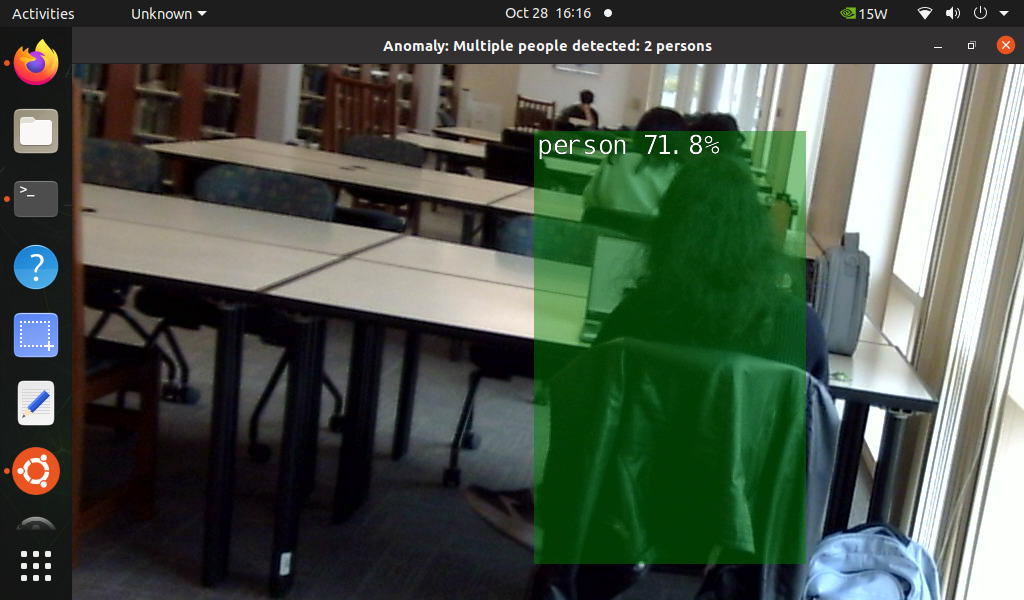 Activities
Unknown
Oct 28 16:16
15W
Anomaly: Multiple people detected: 2 persons
person 71.8%